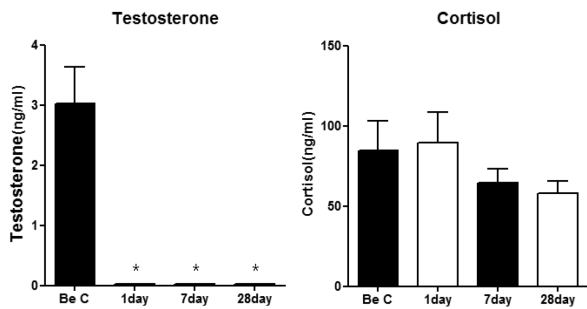 Testosterone
Testosterone(ng/ml)
4
3
2
1
0
* * *
Be C 1day 7day 28day
Cortisol
Cortisol(ng/ml)
150
100
50
0
Be C 1day 7day 28day